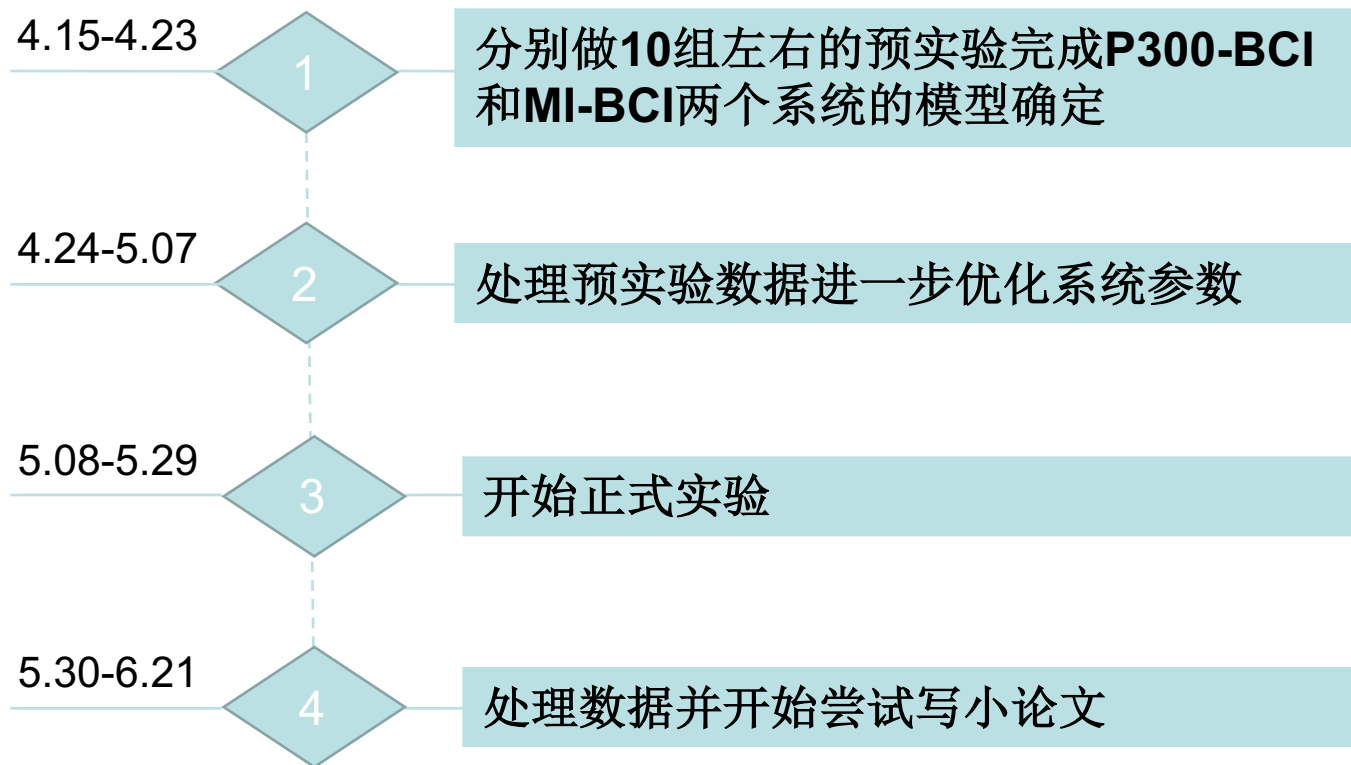 4.15-4.23
1
分别做10组左右的预实验完成P300-BCI
和MI-BCI两个系统的模型确定
4.24-5.07
2
处理预实验数据进一步优化系统参数
5.08-5.29
3
开始正式实验
5.30-6.21
4
处理数据并开始尝试写小论文